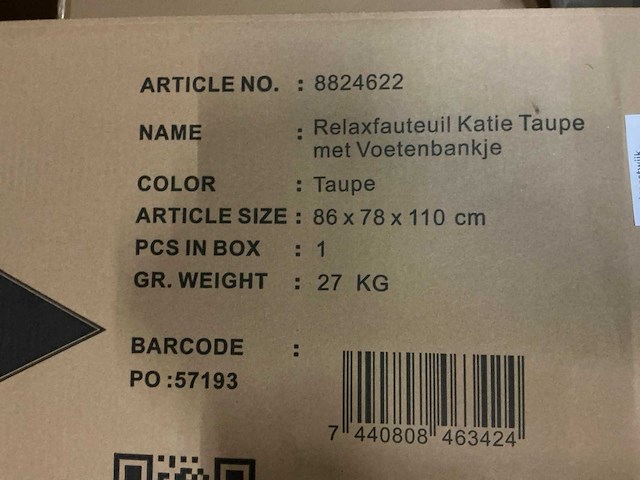 ARTICLE NO. : 8824622
NAME : Relaxfauteuil Katie Taupe
met Voetenbankje
COLOR : Taupe
ARTICLE SIZE : 86 x 78 x 110 cm
PCS IN BOX : 1
GR. WEIGHT : 27 KG
BARCODE :
PO :57193
7 440808 463424